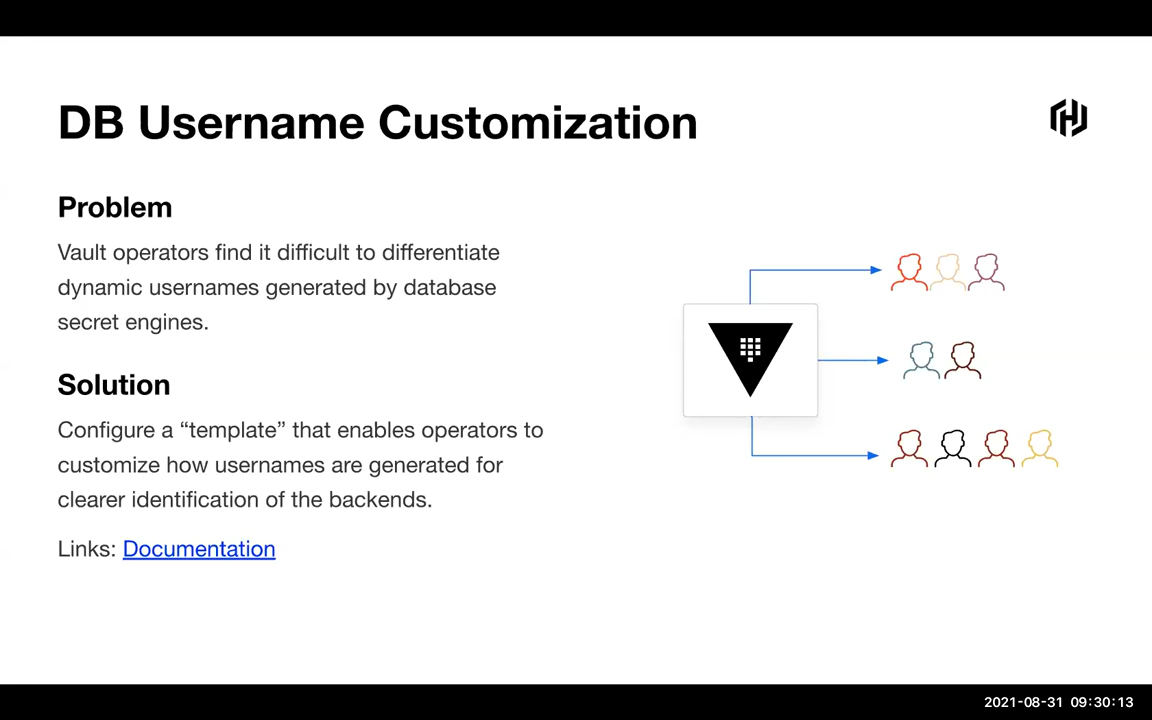 DB Username Customization
Problem
Vault operators find it difficult to differentiate
dynamic usernames generated by database
secret engines.
Solution
Configure a “template” that enables operators to
customize how usernames are generated for
clearer identification of the backends.
Links: Documentation
2021-08-31 09:30:13